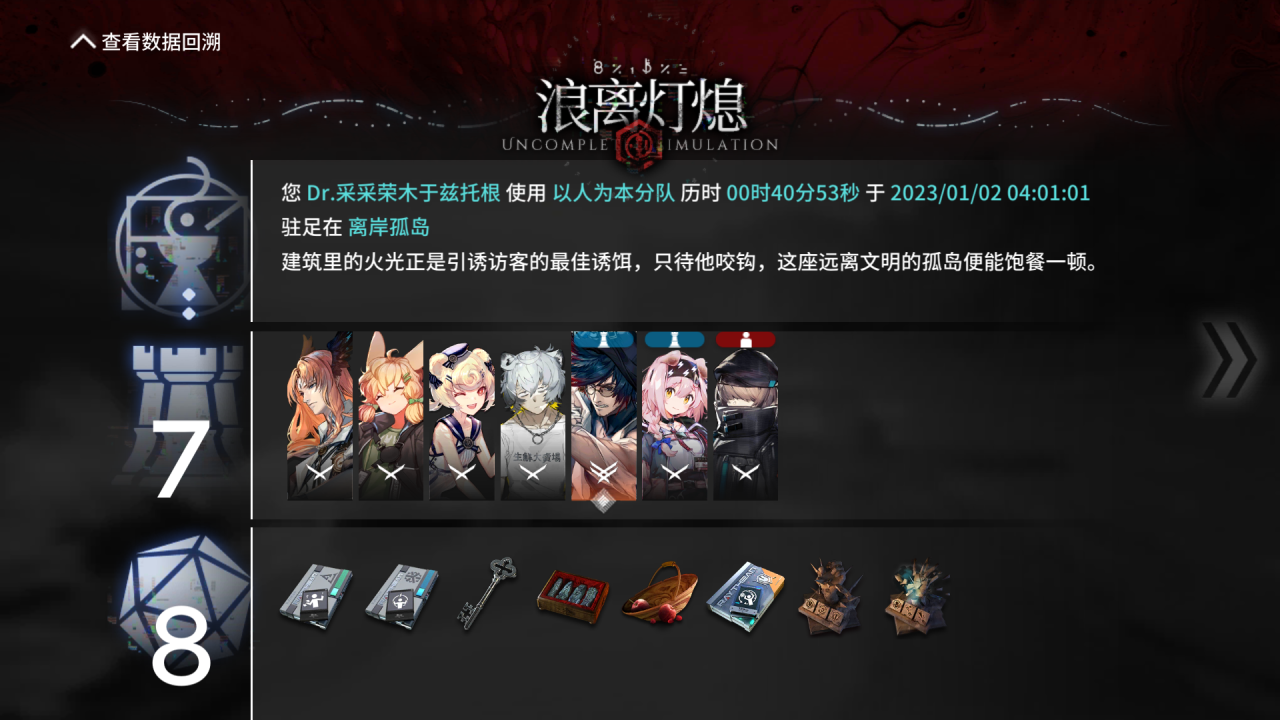 查看数据回溯
浪离灯熄
您 Dr.采采荣木于兹托根 使用 以人为本分队 历时 00时40分53秒 于 2023/01/02 04:01:01
驻足在 离岸孤岛
建筑里的火光正是引诱访客的最佳诱饵，只待他咬钩，这座远离文明的孤岛便能饱餐一顿。
7
8